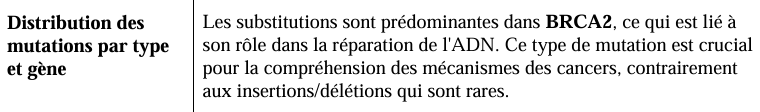 Distribution des
mutations par type
et gène
Les substitutions sont prédominantes dans BRCA2, ce qui est lié à
son rôle dans la réparation de l'ADN. Ce type de mutation est crucial
pour la compréhension des mécanismes des cancers, contrairement
aux insertions/délétions qui sont rares.